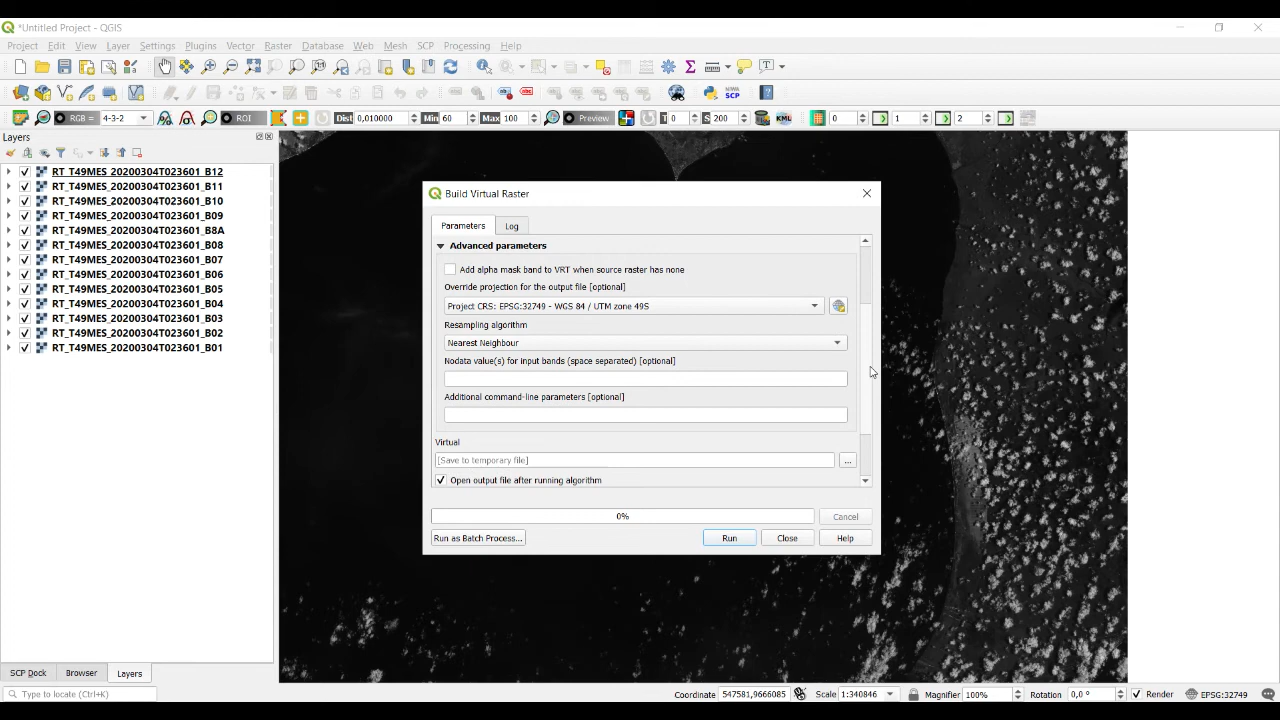 *Untitled Project - QGIS
Project Edit View Layer Settings Plugins Vector Raster Database Web Mesh SCP Processing Help
RGB = 4-3-2 ROI Dist 0,010000 Min 60 Max 100 Preview T 0 S 200 KML 0 1 2
Layers
RT_T49MES_20200304T023601_B12
RT_T49MES_20200304T023601_B11
RT_T49MES_20200304T023601_B10
RT_T49MES_20200304T023601_B09
RT_T49MES_20200304T023601_B8A
RT_T49MES_20200304T023601_B08
RT_T49MES_20200304T023601_B07
RT_T49MES_20200304T023601_B06
RT_T49MES_20200304T023601_B05
RT_T49MES_20200304T023601_B04
RT_T49MES_20200304T023601_B03
RT_T49MES_20200304T023601_B02
RT_T49MES_20200304T023601_B01
Build Virtual Raster
Parameters Log
Advanced parameters
Add alpha mask band to VRT when source raster has none
Override projection for the output file [optional]
Project CRS: EPSG:32749 - WGS 84 / UTM zone 49S
Resampling algorithm
Nearest Neighbour
Nodata value(s) for input bands (space separated) [optional]
Additional command-line parameters [optional]
Virtual
[Save to temporary file]
...
Open output file after running algorithm
0%
Cancel
Run as Batch Process... Run Close Help
SCP Dock Browser Layers
Type to locate (Ctrl+K) Coordinate 547581,9666085 Scale 1:340846 Magnifier 100% Rotation 0,0 ° Render EPSG:32749